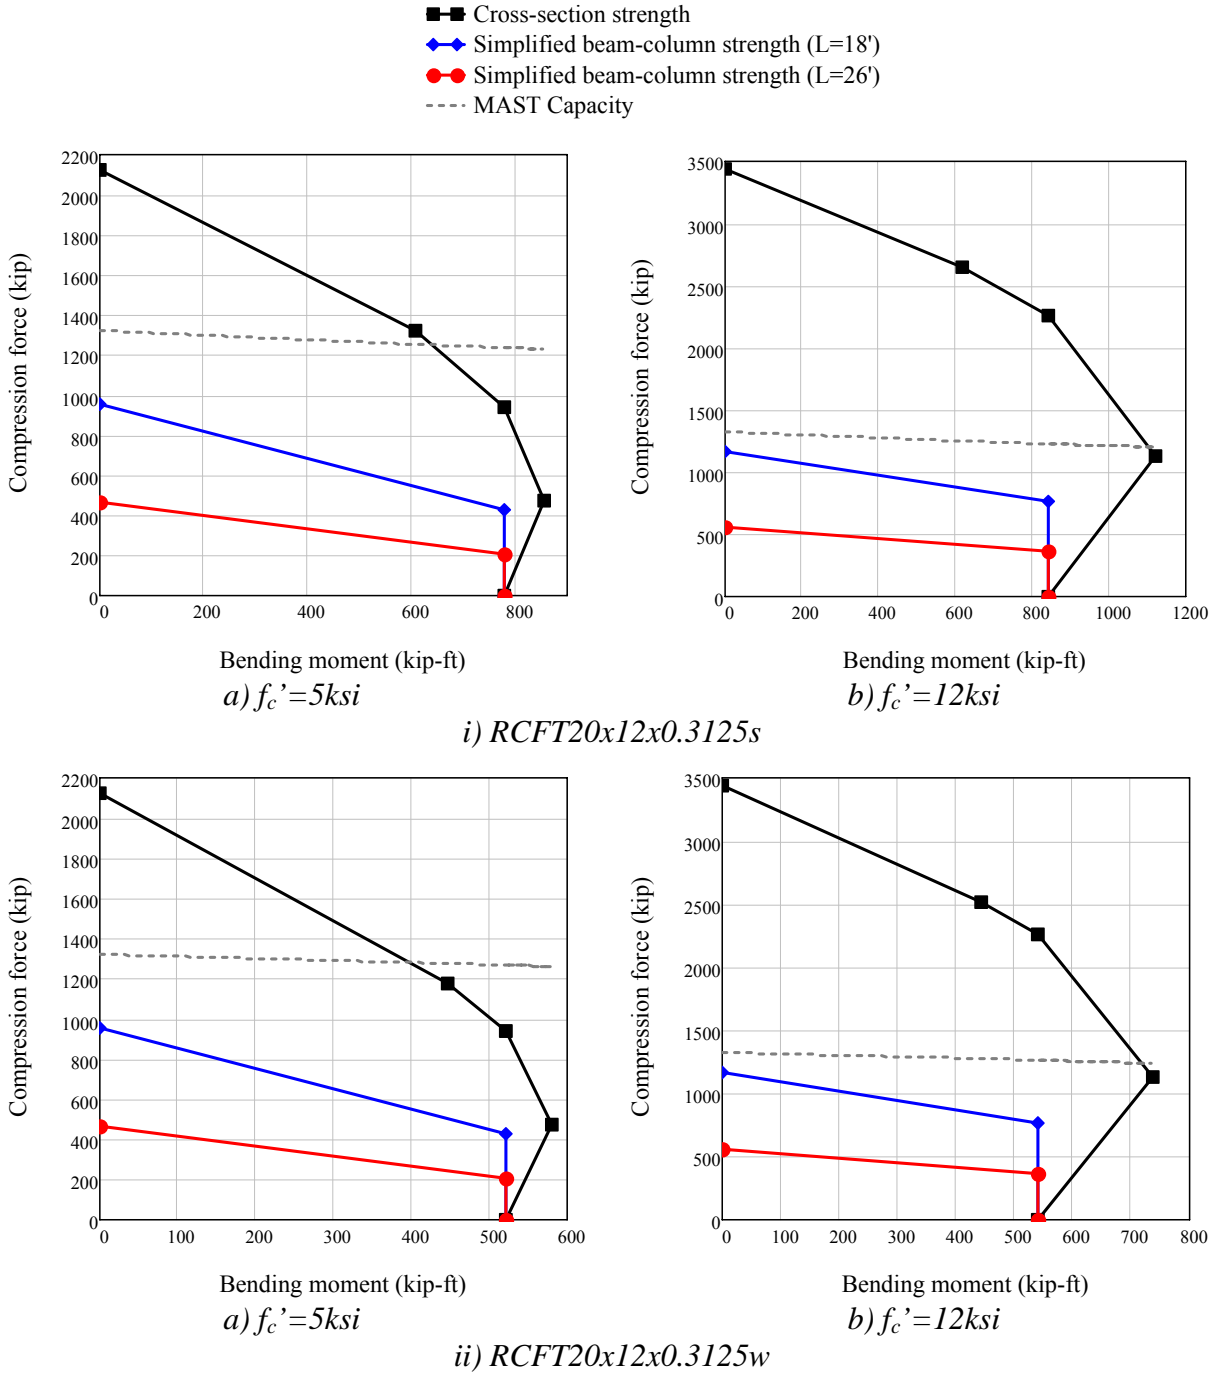 Cross-section strength
Simplified beam-column strength (L=18')
Simplified beam-column strength (L=26')
MAST Capacity
Compression force (kip)
2200
2000
1800
1600
1400
1200
1000
800
600
400
200
0
0 200 400 600 800
Bending moment (kip-ft)
a) fc’=5ksi
Compression force (kip)
3500
3000
2500
2000
1500
1000
500
0
0 200 400 600 800 1000 1200
Bending moment (kip-ft)
b) fc’=12ksi
i) RCFT20x12x0.3125s
Compression force (kip)
2200
2000
1800
1600
1400
1200
1000
800
600
400
200
0
0 100 200 300 400 500 600
Bending moment (kip-ft)
a) fc’=5ksi
Compression force (kip)
3500
3000
2500
2000
1500
1000
500
0
0 100 200 300 400 500 600 700 800
Bending moment (kip-ft)
b) fc’=12ksi
ii) RCFT20x12x0.3125w